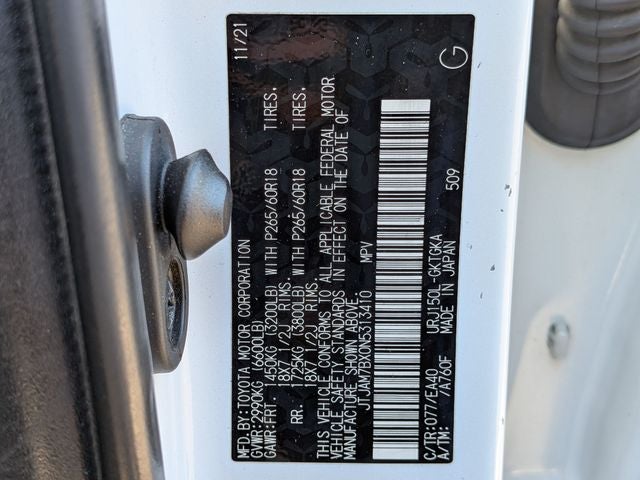 MFD.BY:TOYOTA MOTOR CORPORATION 11/21
GVWR:2990KG (6600LB)
GAWR:FRT. 1455KG (3200LB) WITH P265/60R18 TIRES.
18X7 1/2J RIMS.
RR. 1725KG (3800LB) WITH P265/60R18 TIRES.
18X7 1/2J RIMS.
THIS VEHICLE CONFORMS TO ALL APPLICABLE FEDERAL MOTOR
VEHICLE SAFETY STANDARDS IN EFFECT ON THE DATE OF
MANUFACTURE SHOWN ABOVE.
JTJAM7BX0N5313410 MPV
C/TR:077/EA40 URJ150L-GKTGKA 509
A/TM: /A760F MADE IN JAPAN
G